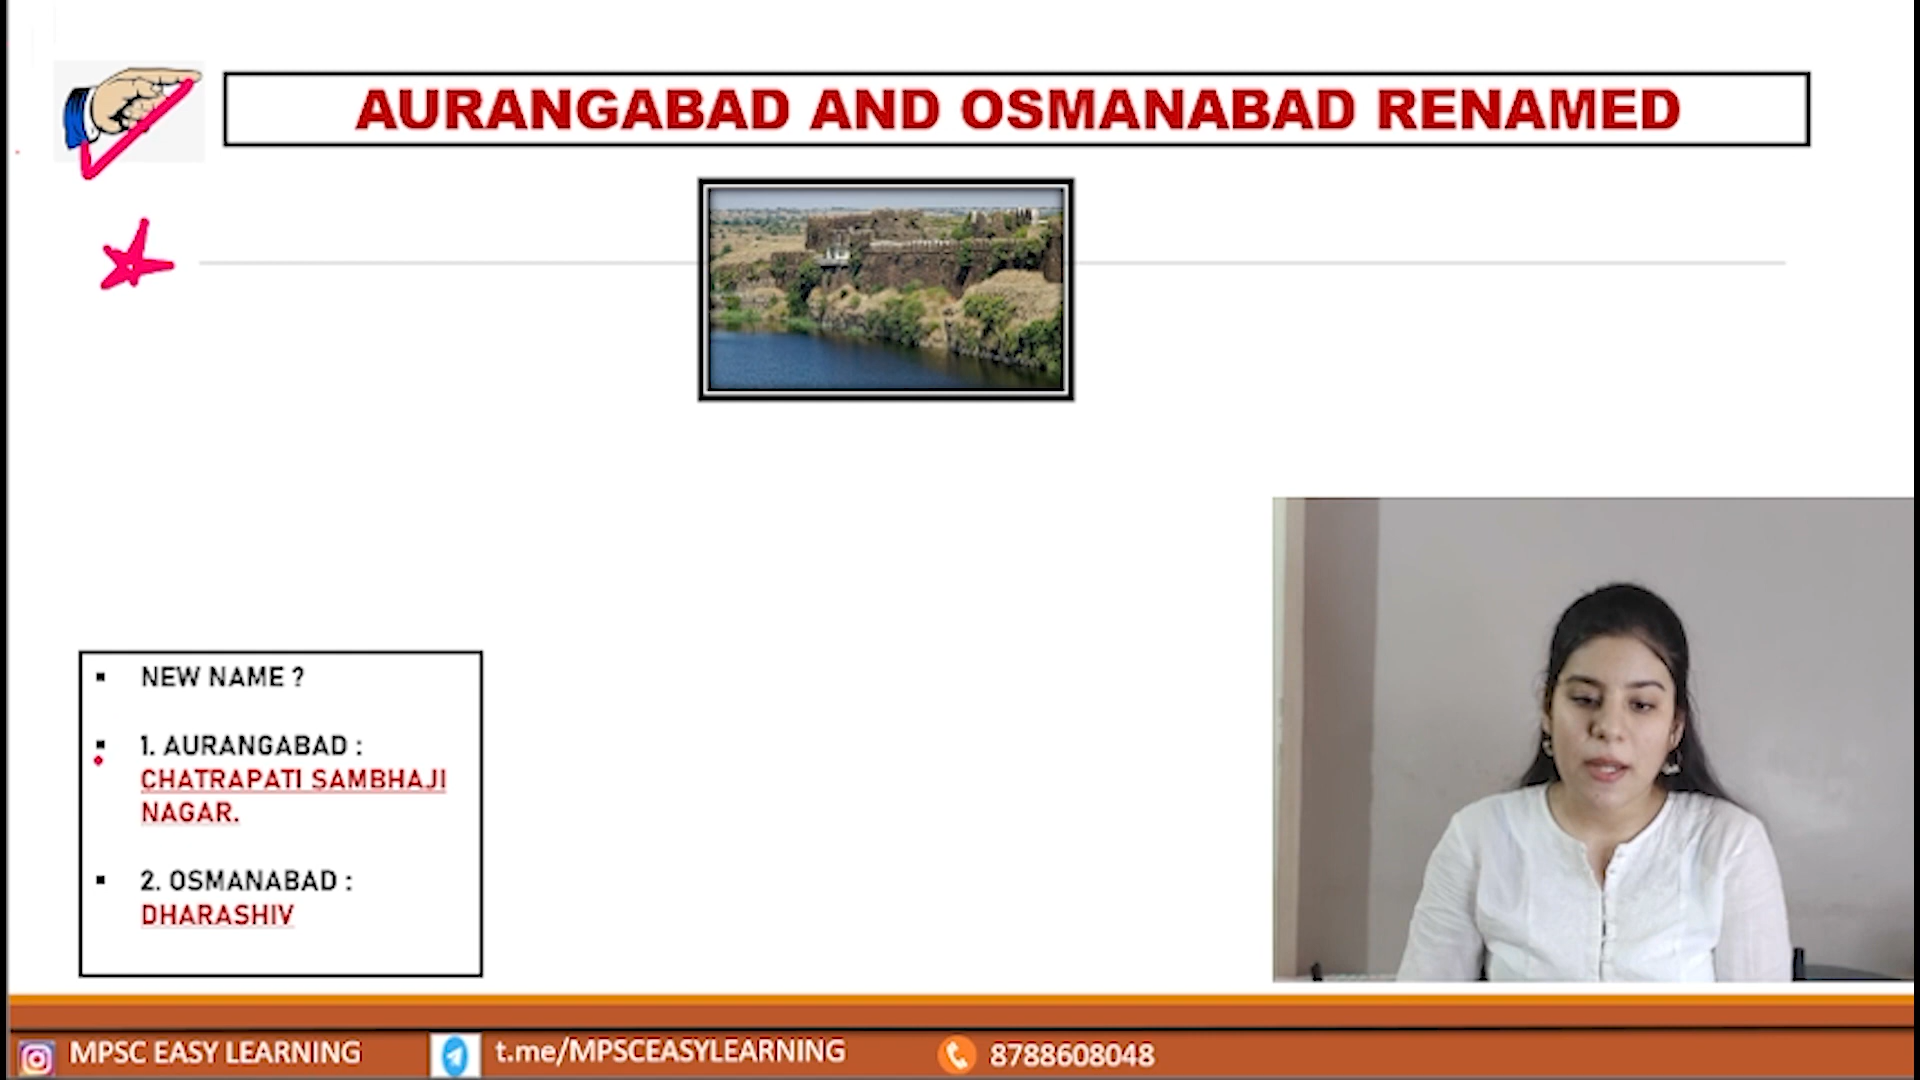 AURANGABAD AND OSMANABAD RENAMED
NEW NAME ?
1. AURANGABAD :
CHATRAPATI SAMBHAJI
NAGAR.
2. OSMANABAD :
DHARASHIV
MPSC EASY LEARNING
t.me/MPSCEASYLEARNING
8788608048